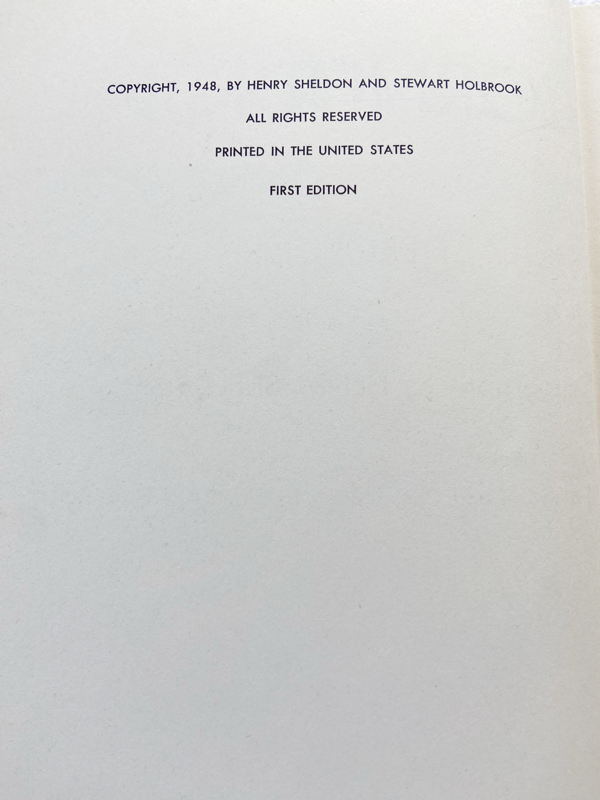 COPYRIGHT, 1948, BY HENRY SHELDON AND STEWART HOLBROOK
ALL RIGHTS RESERVED
PRINTED IN THE UNITED STATES
FIRST EDITION